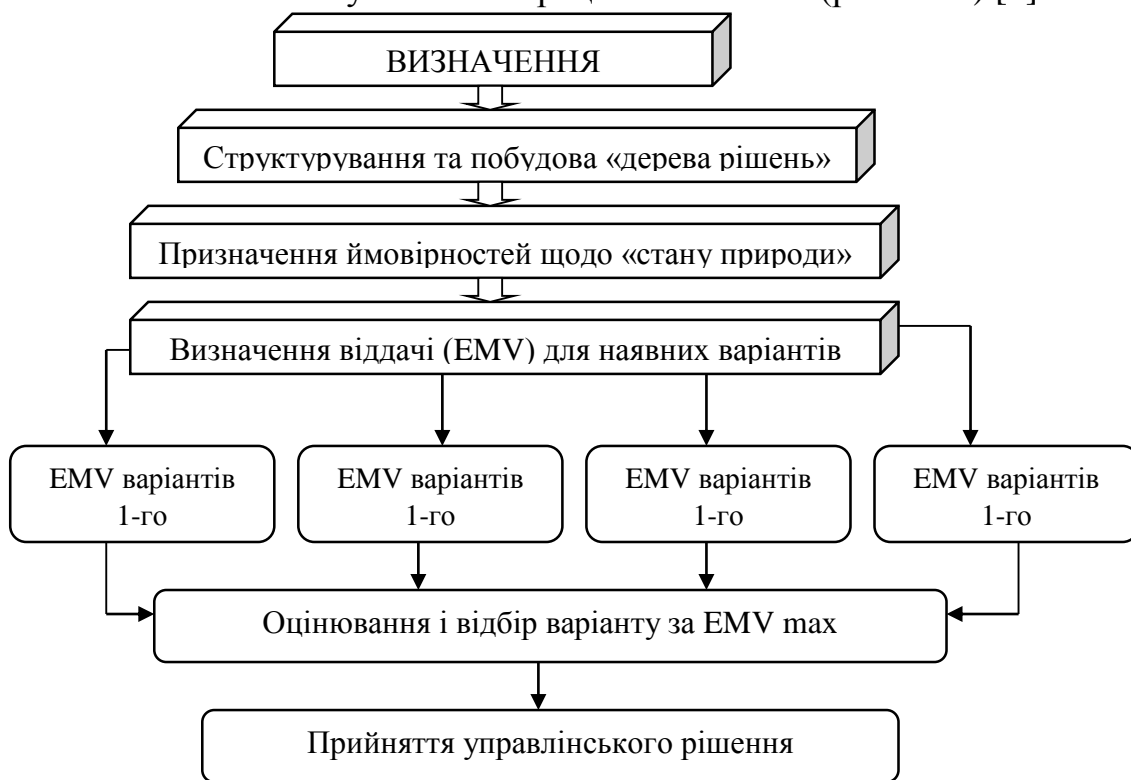 ВИЗНАЧЕННЯ
Структурування та побудова «дерева рішень»
Призначення ймовірностей щодо «стану природи»
Визначення віддачі (EMV) для наявних варіантів
EMV варіантів
1-го
EMV варіантів
1-го
EMV варіантів
1-го
EMV варіантів
1-го
Оцінювання і відбір варіанту за EMV max
Прийняття управлінського рішення